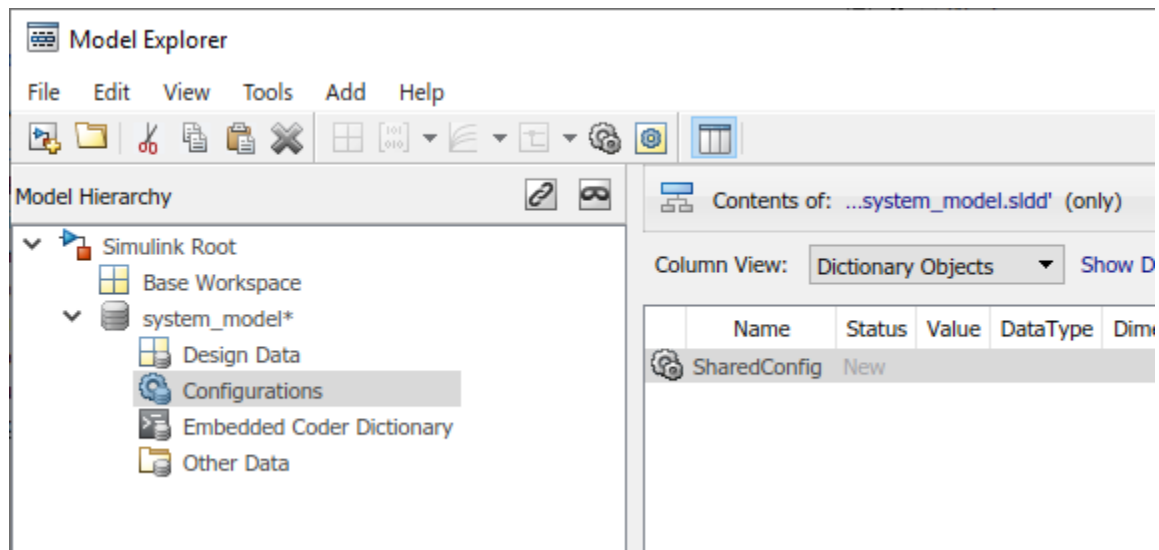 Model Explorer
File Edit View Tools Add Help
Model Hierarchy
Simulink Root
Base Workspace
system_model*
Design Data
Configurations
Embedded Coder Dictionary
Other Data
Contents of: ...system_model.sldd' (only)
Column View: Dictionary Objects Show D
Name Status Value DataType Dime
SharedConfig New